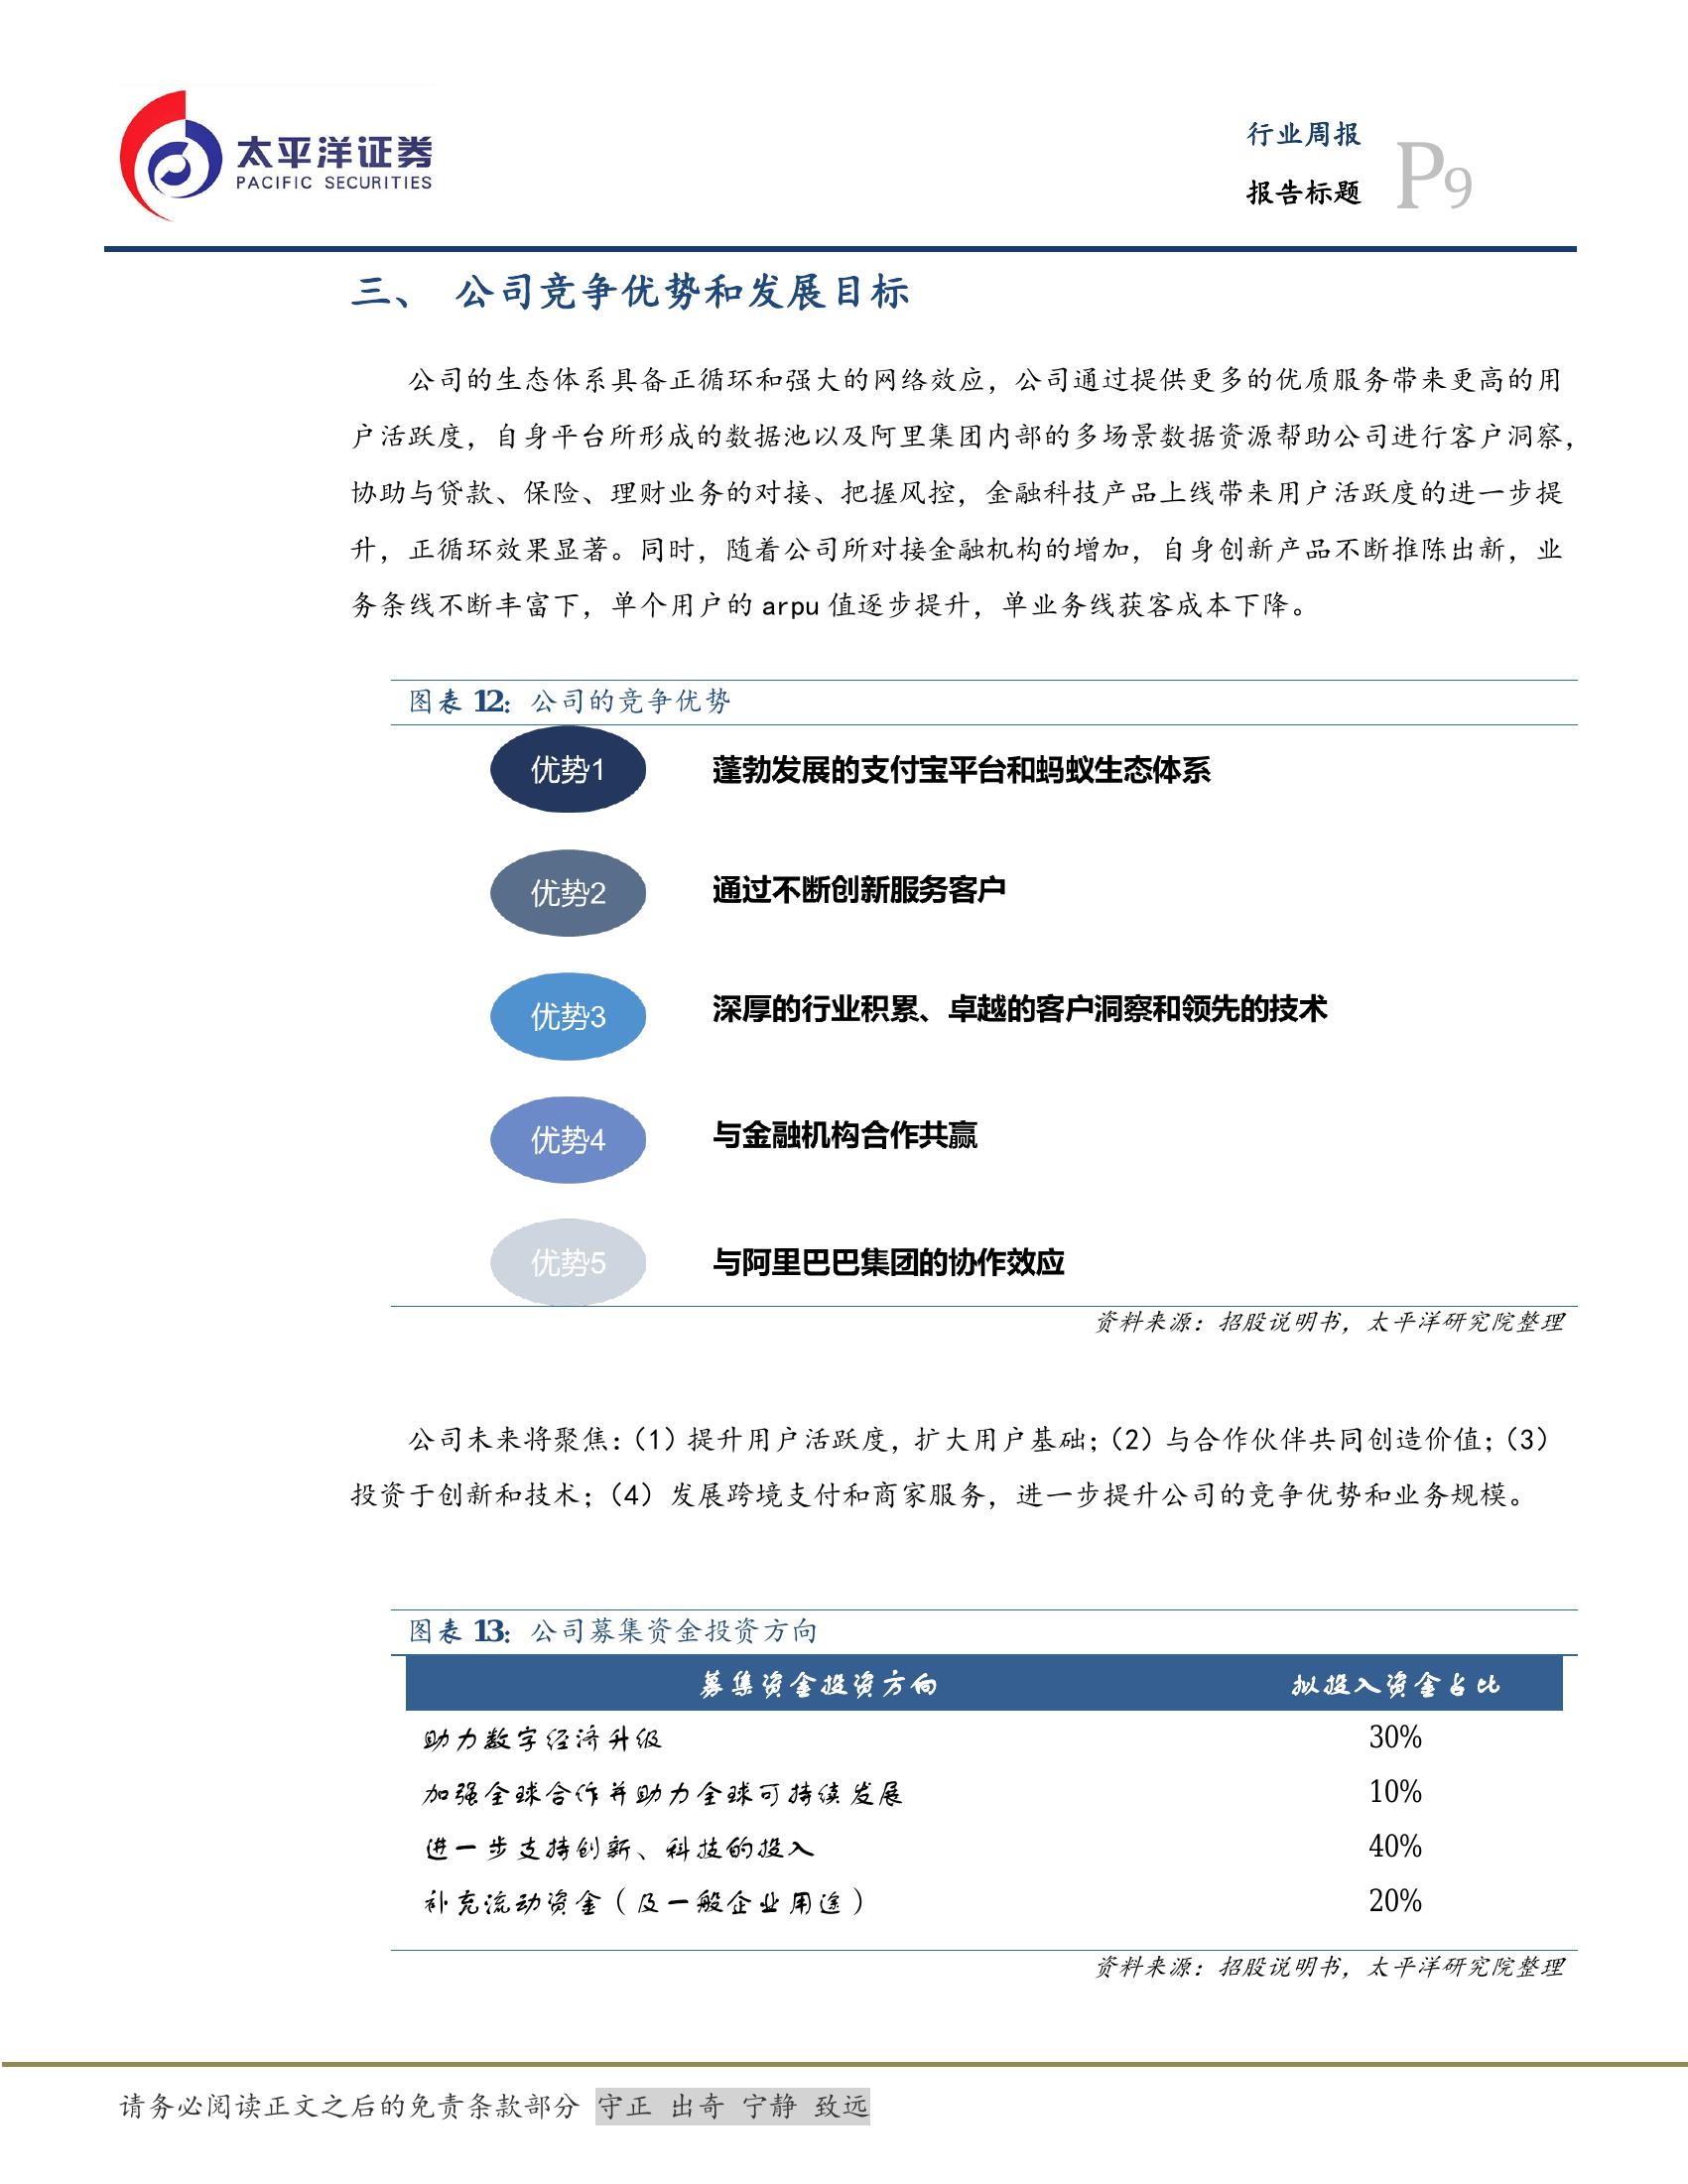 太平洋证券
PACIFIC SECURITIES
行业周报
报告标题
P9
三、 公司竞争优势和发展目标
公司的生态体系具备正循环和强大的网络效应，公司通过提供更多的优质服务带来更高的用
户活跃度，自身平台所形成的数据池以及阿里集团内部的多场景数据资源帮助公司进行客户洞察，
协助与贷款、保险、理财业务的对接、把握风控，金融科技产品上线带来用户活跃度的进一步提
升，正循环效果显著。同时，随着公司所对接金融机构的增加，自身创新产品不断推陈出新，业
务条线不断丰富下，单个用户的 arpu 值逐步提升，单业务线获客成本下降。
图表 12：公司的竞争优势
优势1 蓬勃发展的支付宝平台和蚂蚁生态体系
优势2 通过不断创新服务客户
优势3 深厚的行业积累、卓越的客户洞察和领先的技术
优势4 与金融机构合作共赢
优势5 与阿里巴巴集团的协作效应
资料来源：招股说明书，太平洋研究院整理
公司未来将聚焦：（1）提升用户活跃度，扩大用户基础；（2）与合作伙伴共同创造价值；（3）
投资于创新和技术；（4）发展跨境支付和商家服务，进一步提升公司的竞争优势和业务规模。
图表 13：公司募集资金投资方向
募集资金投资方向 拟投入资金占比
助力数字经济升级 30%
加强全球合作并助力全球可持续发展 10%
进一步支持创新、科技的投入 40%
补充流动资金（及一般企业用途） 20%
资料来源：招股说明书，太平洋研究院整理
请务必阅读正文之后的免责条款部分 守正 出奇 宁静 致远